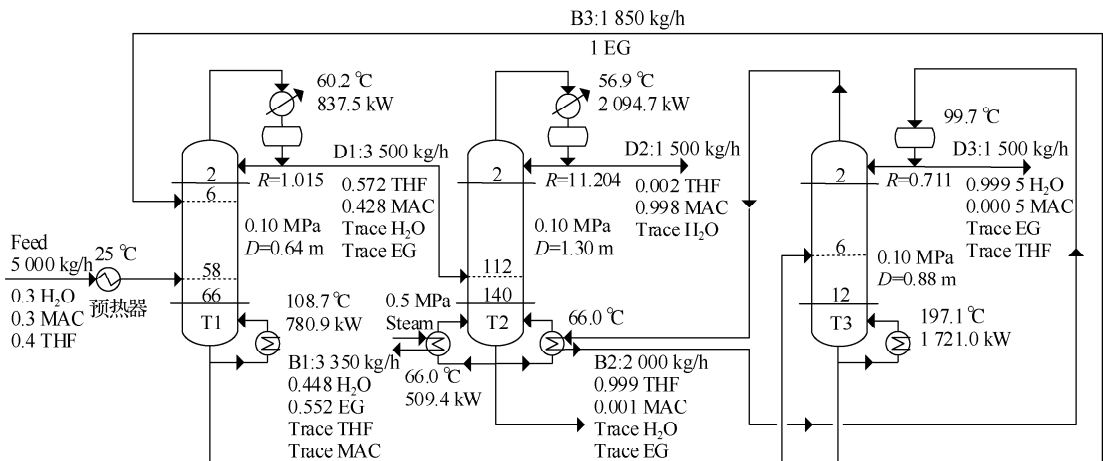 B3:1 850 kg/h
1 EG
60.2 ℃
837.5 kW
D1:3 500 kg/h
2
R=1.015
6
0.572 THF
0.428 MAC
Trace H₂O
Trace EG
0.10 MPa
D=0.64 m
Feed
5 000 kg/h
25 ℃
0.3 H₂O
0.3 MAC
0.4 THF
预热器
58
66
T1
108.7 ℃
780.9 kW
B1:3 350 kg/h
0.448 H₂O
0.552 EG
Trace THF
Trace MAC
56.9 ℃
2 094.7 kW
D2:1 500 kg/h
2
R=11.204
0.002 THF
0.998 MAC
Trace H₂O
0.10 MPa
D=1.30 m
112
140
T2
0.5 MPa
Steam
66.0 ℃
509.4 kW
66.0 ℃
B2:2 000 kg/h
0.999 THF
0.001 MAC
Trace H₂O
Trace EG
99.7 ℃
D3:1 500 kg/h
2
R=0.711
0.999 5 H₂O
0.000 5 MAC
Trace EG
Trace THF
6
0.10 MPa
D=0.88 m
12
T3
197.1 ℃
1 721.0 kW